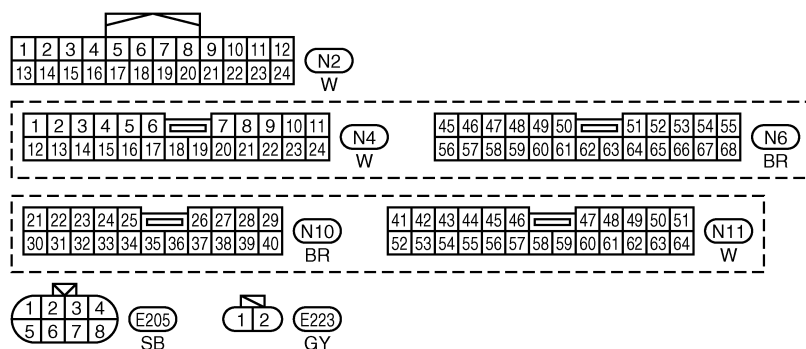 1 2 3 4 5 6 7 8 9 10 11 12
13 14 15 16 17 18 19 20 21 22 23 24
N2
W
1 2 3 4 5 6 7 8 9 10 11
12 13 14 15 16 17 18 19 20 21 22 23 24
N4
W
45 46 47 48 49 50 51 52 53 54 55
56 57 58 59 60 61 62 63 64 65 66 67 68
N6
BR
21 22 23 24 25 26 27 28 29
30 31 32 33 34 35 36 37 38 39 40
N10
BR
41 42 43 44 45 46 47 48 49 50 51
52 53 54 55 56 57 58 59 60 61 62 63 64
N11
W
1 2 3 4
5 6 7 8
E205
SB
1 2
E223
GY